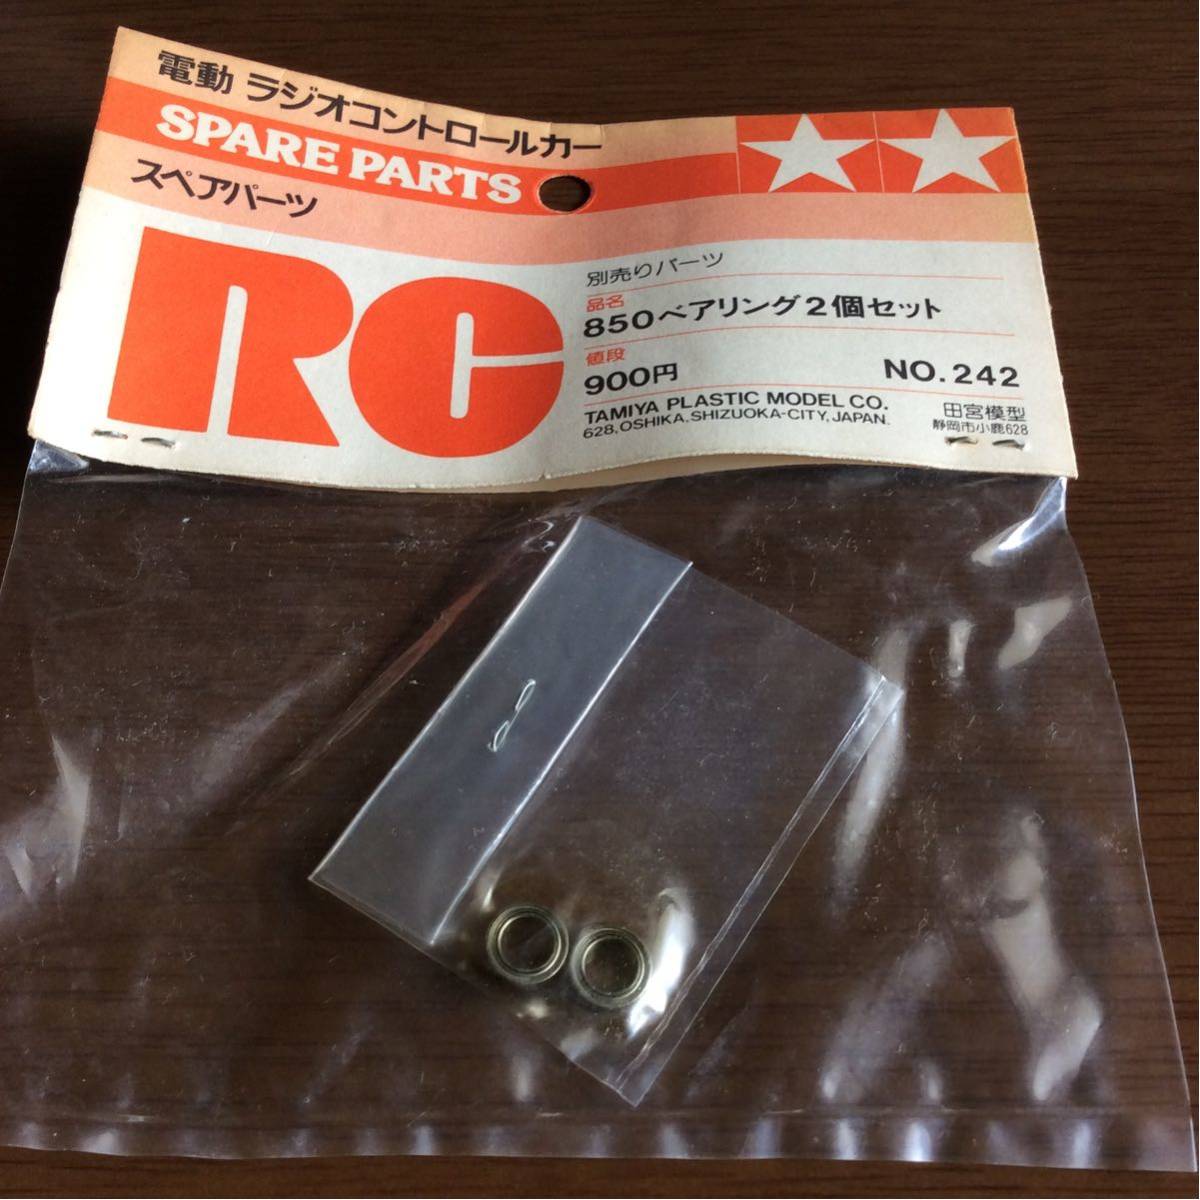 電動 ラジオコントロールカー
SPARE PARTS
スペアパーツ
RC
別売りパーツ
品名
850ベアリング2個セット
値段
900円
NO.242
TAMIYA PLASTIC MODEL CO.
628, OSHIKA, SHIZUOKA-CITY, JAPAN.
田宮模型
静岡市小鹿628